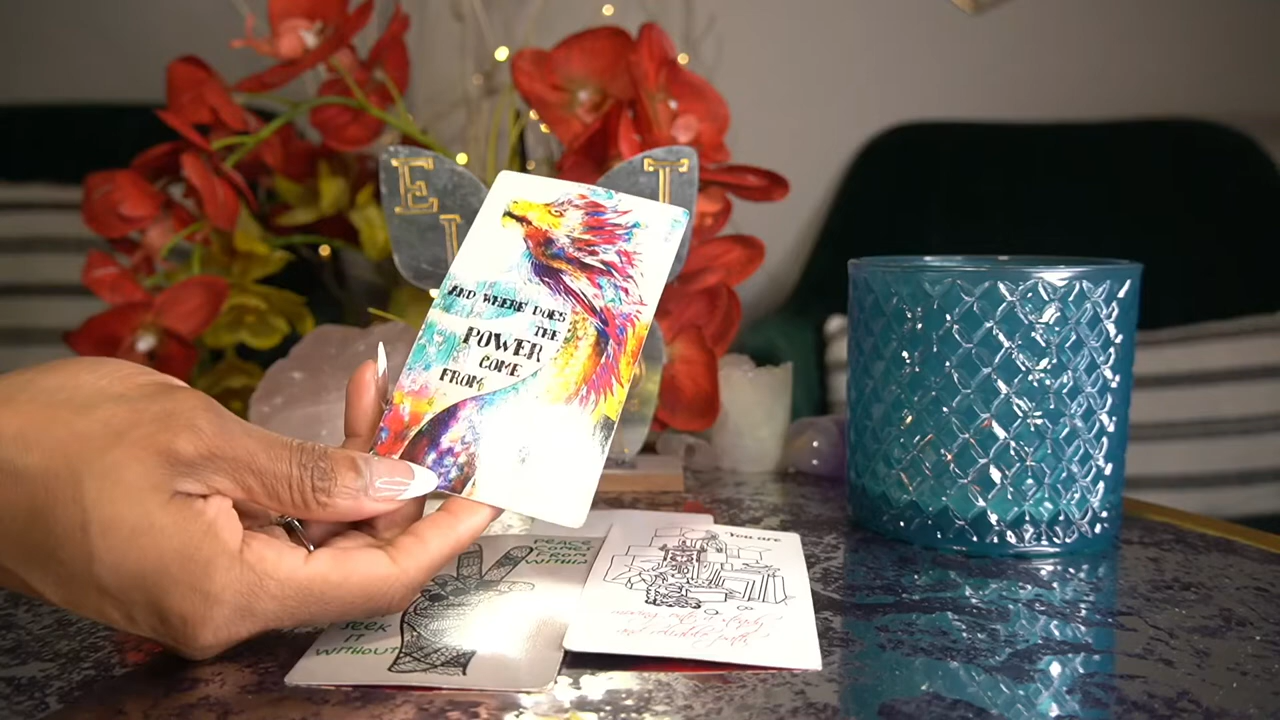 E
I
AND WHERE DOES
THE
POWER
COME
FROM
PEACE
COMES
FROM
WITHIN
SEEK
IT
WITHOUT
You are